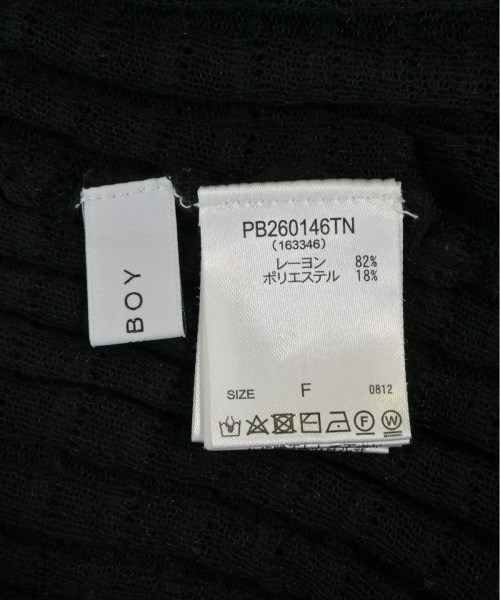 BOY
PB260146TN
(163346)
レーヨン 82%
ポリエステル 18%
SIZE F 0812
F W